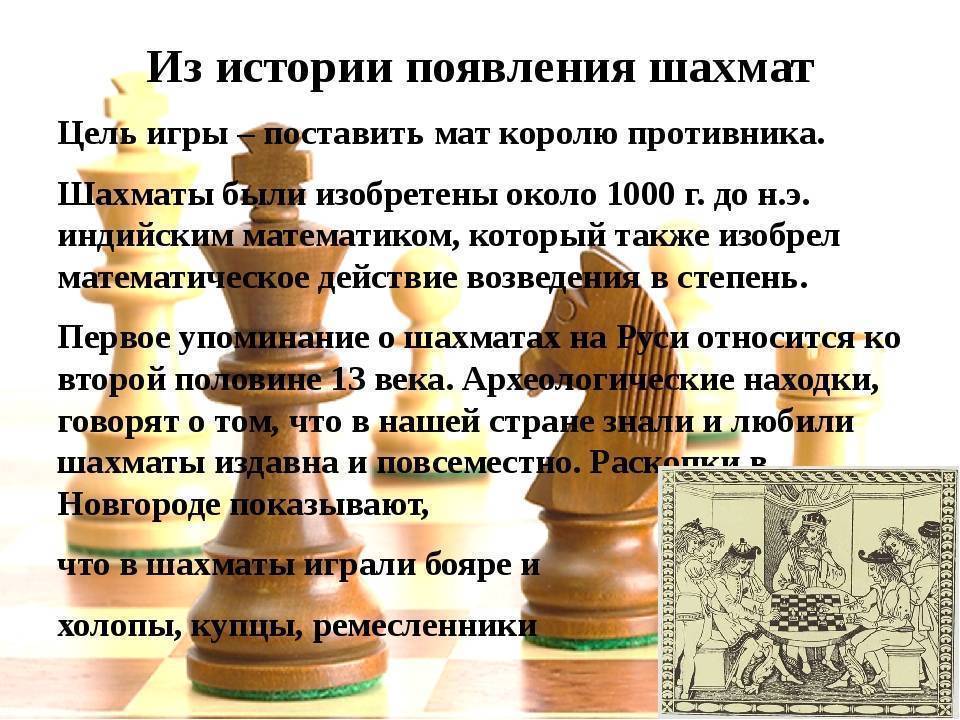 Из истории появления шахмат
Цель игры – поставить мат королю противника.
Шахматы были изобретены около 1000 г. до н.э.
индийским математиком, который также изобрел
математическое действие возведения в степень.
Первое упоминание о шахматах на Руси относится ко
второй половине 13 века. Археологические находки,
говорят о том, что в нашей стране знали и любили
шахматы издавна и повсеместно. Раскопки в
Новгороде показывают,
что в шахматы играли бояре и
холопы, купцы, ремесленники